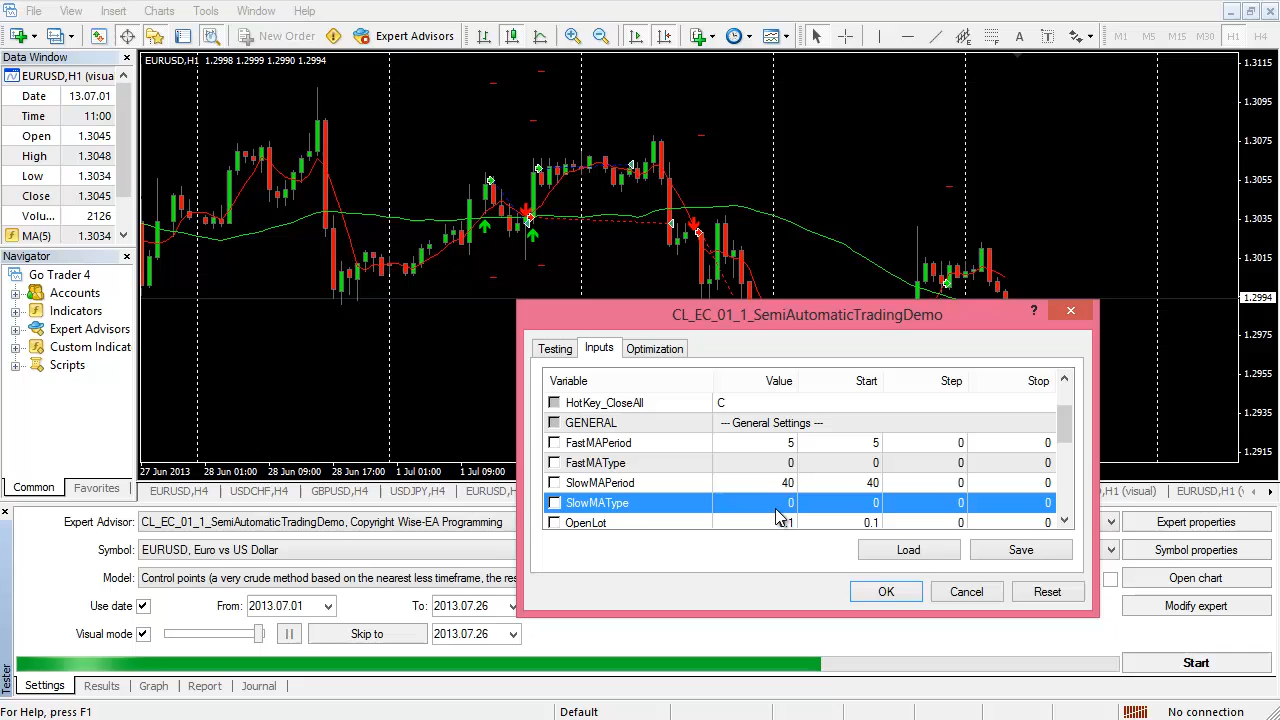 File View Insert Charts Tools Window Help
New Order Expert Advisors M1 M5 M15 M30 H1 H4
Data Window
EURUSD,H1 (visua
Date 13.07.01
Time 11:00
Open 1.3045
High 1.3048
Low 1.3034
Close 1.3045
Volu... 2126
MA(5) 1.3034
Navigator
Go Trader 4
Accounts
Indicators
Expert Advisors
Custom Indicat
Scripts
Common Favorites
EURUSD,H1 1.2998 1.2999 1.2990 1.2994
1.3115
1.3095
1.3075
1.3055
1.3035
1.3015
1.2994
1.2975
1.2955
1.2935
1.2915
27 Jun 2013 28 Jun 01:00 28 Jun 09:00 28 Jun 17:00 1 Jul 01:00 1 Jul 09:00
EURUSD,H4 USDCHF,H4 GBPUSD,H4 USDJPY,H4 EURUSD,H
H1 (visual) EURUSD,H1 (
CL_EC_01_1_SemiAutomaticTradingDemo
Testing Inputs Optimization
Variable Value Start Step Stop
HotKey_CloseAll C
GENERAL --- General Settings ---
FastMAPeriod 5 5 0 0
FastMAType 0 0 0 0
SlowMAPeriod 40 40 0 0
SlowMAType 0 0 0 0
OpenLot 0.1 0 0
Load Save
OK Cancel Reset
Expert Advisor: CL_EC_01_1_SemiAutomaticTradingDemo, Copyright Wise-EA Programming
Expert properties
Symbol: EURUSD, Euro vs US Dollar
Symbol properties
Model: Control points (a very crude method based on the nearest less timeframe, the res
Open chart
Use date From: 2013.07.01 To: 2013.07.26
Modify expert
Visual mode Skip to 2013.07.26
Start
Tester
Settings Results Graph Report Journal
For Help, press F1 Default No connection